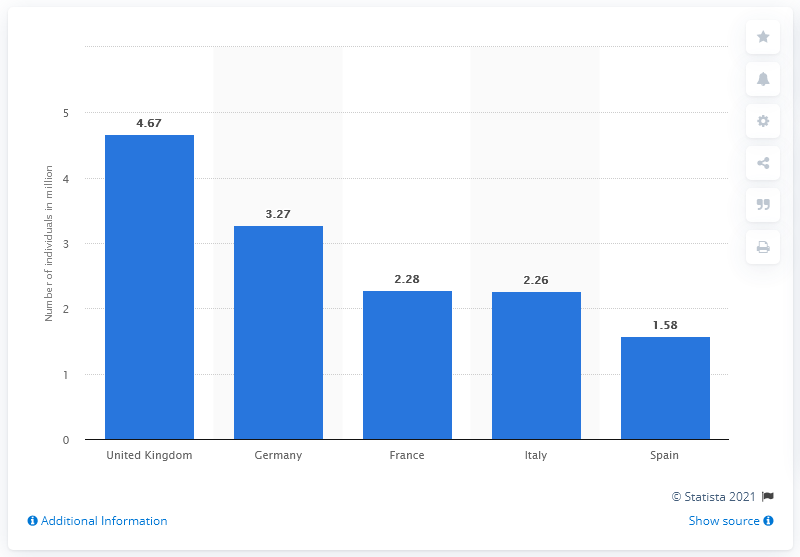 Number of individuals in million
5
4
3
2
1
0
4.67
3.27
2.28
2.26
1.58
United Kingdom
Germany
France
Italy
Spain
© Statista 2021
Additional Information
Show source